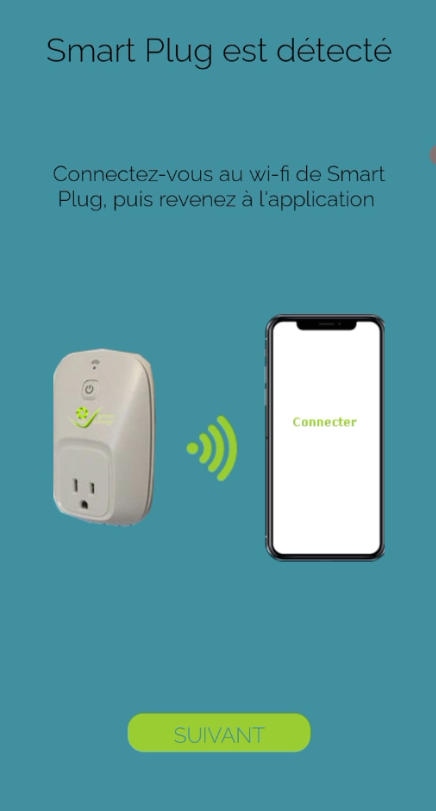 Smart Plug est détecté
Connectez-vous au wi-fi de Smart
Plug, puis revenez à l'application
Connecter
SUIVANT